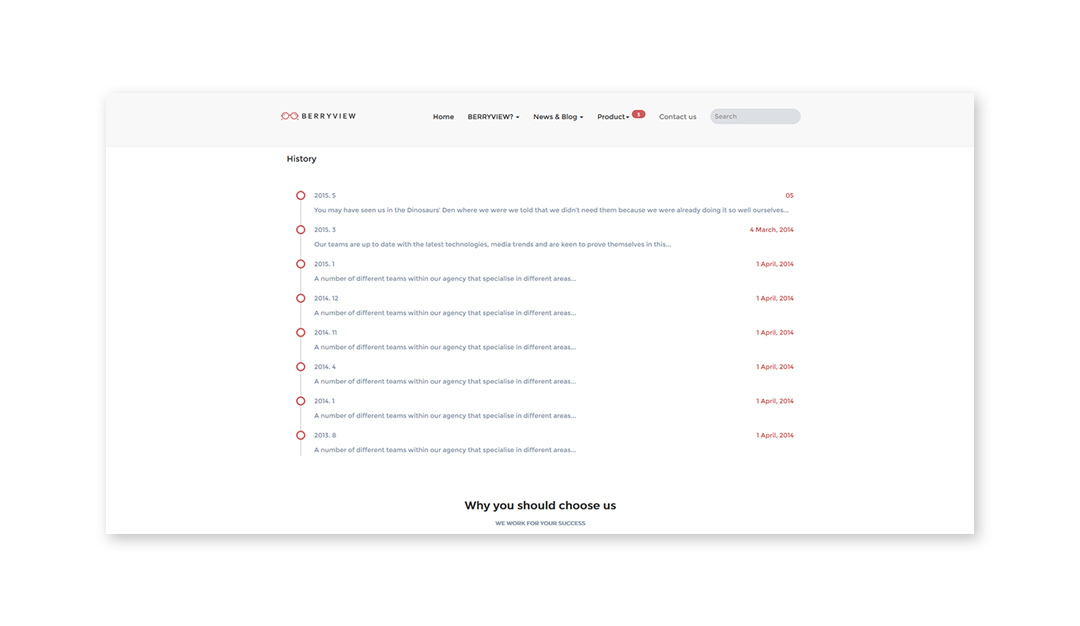 BERRYVIEW Home BERRYVIEW? News & Blog Product 3 Contact us Search
History
2015. 5 05
You may have seen us in the Dinosaurs' Den where we were we told that we didn't need them because we were already doing it so well ourselves...
2015. 3 4 March, 2014
Our teams are up to date with the latest technologies, media trends and are keen to prove themselves in this...
2015. 1 1 April, 2014
A number of different teams within our agency that specialise in different areas...
2014. 12 1 April, 2014
A number of different teams within our agency that specialise in different areas...
2014. 11 1 April, 2014
A number of different teams within our agency that specialise in different areas...
2014. 4 1 April, 2014
A number of different teams within our agency that specialise in different areas...
2014. 1 1 April, 2014
A number of different teams within our agency that specialise in different areas...
2013. 8 1 April, 2014
A number of different teams within our agency that specialise in different areas...
Why you should choose us
WE WORK FOR YOUR SUCCESS